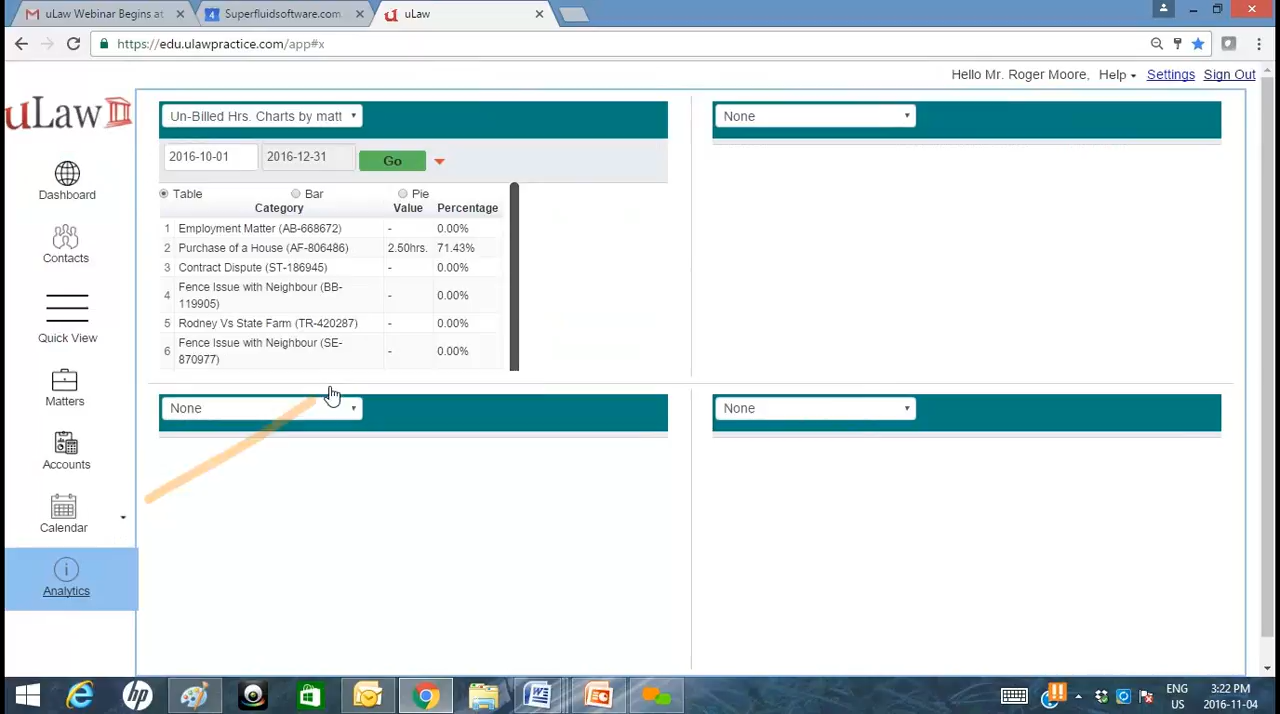 uLaw Webinar Begins at
Superfluidsoftware.com
uLaw
https://edu.ulawpractice.com/app#x
Hello Mr. Roger Moore, Help Settings Sign Out
uLaw
Un-Billed Hrs. Charts by matt
None
2016-10-01 2016-12-31 Go
Table Bar Pie
Category Value Percentage
1 Employment Matter (AB-668672) - 0.00%
2 Purchase of a House (AF-806486) 2.50hrs. 71.43%
3 Contract Dispute (ST-186945) - 0.00%
4 Fence Issue with Neighbour (BB-
119905) - 0.00%
5 Rodney Vs State Farm (TR-420287) - 0.00%
6 Fence Issue with Neighbour (SE-
870977) - 0.00%
None
None
Dashboard
Contacts
Quick View
Matters
Accounts
Calendar
Analytics
hp
ENG
US
3:22 PM
2016-11-04